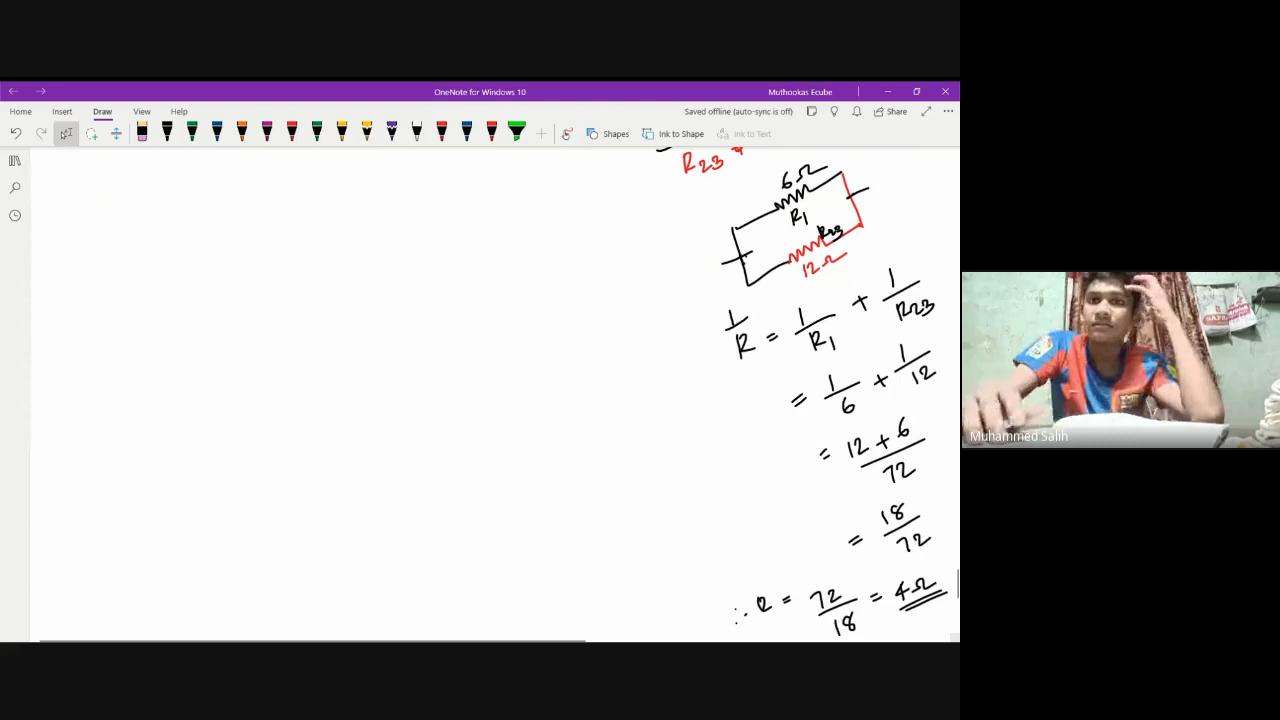 OneNote for Windows 10
Muthookas Ecube
Home Insert Draw View Help
Saved offline (auto-sync is off)
Share
Shapes
Ink to Shape
Ink to Text
R23
6Ω
R1
R23
12Ω
1/R = 1/R1 + 1/R23
= 1/6 + 1/12
= 12 + 6/72
= 18/72
∴ R = 72/18 = 4Ω
Muhammed Salih